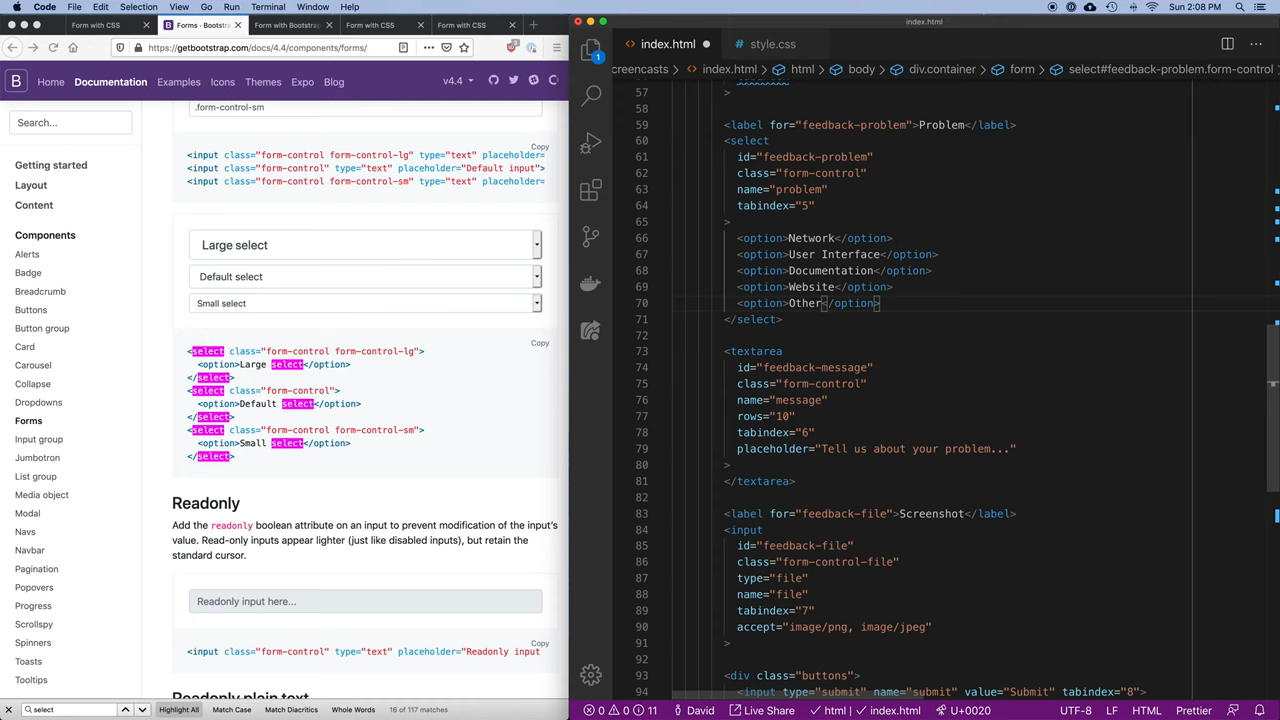 Code File Edit Selection View Go Run Terminal Window Help
Sun 2:08 PM
Form with CSS
Forms · Bootstrap
Form with Bootstrap
Form with CSS
Form with CSS
https://getbootstrap.com/docs/4.4/components/forms/
B Home Documentation Examples Icons Themes Expo Blog v4.4
Search...
Getting started
Layout
Content
Components
Alerts
Badge
Breadcrumb
Buttons
Button group
Card
Carousel
Collapse
Dropdowns
Forms
Input group
Jumbotron
List group
Media object
Modal
Navs
Navbar
Pagination
Popovers
Progress
Scrollspy
Spinners
Toasts
Tooltips
.form-control-sm
Copy
<input class="form-control form-control-lg" type="text" placeholder=
<input class="form-control" type="text" placeholder="Default input">
<input class="form-control form-control-sm" type="text" placeholder=
Large select
Default select
Small select
Copy
<select class="form-control form-control-lg">
<option>Large select</option>
</select>
<select class="form-control">
<option>Default select</option>
</select>
<select class="form-control form-control-sm">
<option>Small select</option>
</select>
Readonly
Add the readonly boolean attribute on an input to prevent modification of the input's
value. Read-only inputs appear lighter (just like disabled inputs), but retain the
standard cursor.
Readonly input here...
Copy
<input class="form-control" type="text" placeholder="Readonly input
Readonly plain text
select
Highlight All Match Case Match Diacritics Whole Words 16 of 117 matches
index.html
index.html
style.css
1
creencasts > index.html > html > body > div.container > form > select#feedback-problem.form-control
57 >
58
59 <label for="feedback-problem">Problem</label>
60 <select
61 id="feedback-problem"
62 class="form-control"
63 name="problem"
64 tabindex="5"
65 >
66 <option>Network</option>
67 <option>User Interface</option>
68 <option>Documentation</option>
69 <option>Website</option>
70 <option>Other</option>
71 </select>
72
73 <textarea
74 id="feedback-message"
75 class="form-control"
76 name="message"
77 rows="10"
78 tabindex="6"
79 placeholder="Tell us about your problem..."
80 >
81 </textarea>
82
83 <label for="feedback-file">Screenshot</label>
84 <input
85 id="feedback-file"
86 class="form-control-file"
87 type="file"
88 name="file"
89 tabindex="7"
90 accept="image/png, image/jpeg"
91 >
92
93 <div class="buttons">
94 <input type="submit" name="submit" value="Submit" tabindex="8">
0 0 11 David Live Share html index.html U+0020 UTF-8 LF HTML Prettier